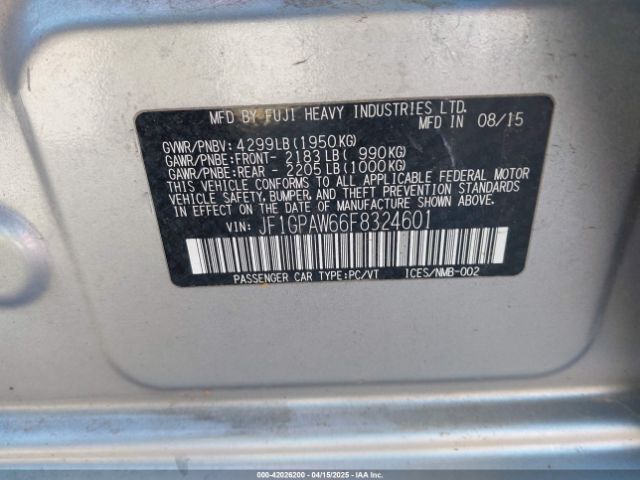 MFD BY FUJI HEAVY INDUSTRIES LTD.
MFD IN 08/15
GVWR/PNBV: 4299LB(1950KG)
GAWR/PNBE:FRONT- 2183LB( 990KG)
GAWR/PNBE:REAR - 2205LB(1000KG)
THIS VEHICLE CONFORMS TO ALL APPLICABLE FEDERAL MOTOR
VEHICLE SAFETY, BUMPER, AND THEFT PREVENTION STANDARDS
IN EFFECT ON THE DATE OF MANUFACTURE SHOWN ABOVE.
VIN: JF1GPAW66F8324601
PASSENGER CAR TYPE:PC/VT ICES/NMB-002
000-42026200 - 04/15/2025 - IAAI.COM